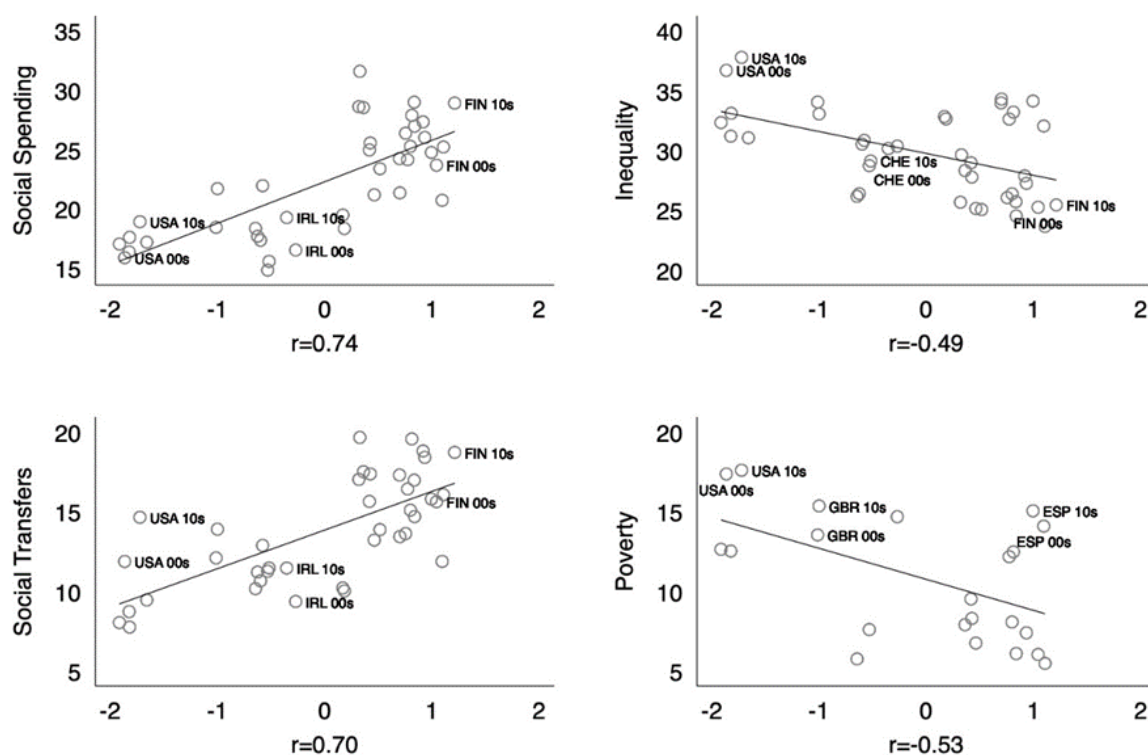 Social Spending
35
30
25
20
15
USA 10s
USA 00s
IRL 10s
IRL 00s
FIN 10s
FIN 00s
-2 -1 0 1 2
r=0.74
Inequality
40
35
30
25
20
USA 10s
USA 00s
CHE 10s
CHE 00s
FIN 10s
FIN 00s
-2 -1 0 1 2
r=-0.49
Social Transfers
20
15
10
5
USA 10s
USA 00s
IRL 10s
IRL 00s
FIN 10s
FIN 00s
-2 -1 0 1 2
r=0.70
Poverty
20
15
10
5
USA 10s
USA 00s
GBR 10s
GBR 00s
ESP 10s
ESP 00s
-2 -1 0 1 2
r=-0.53